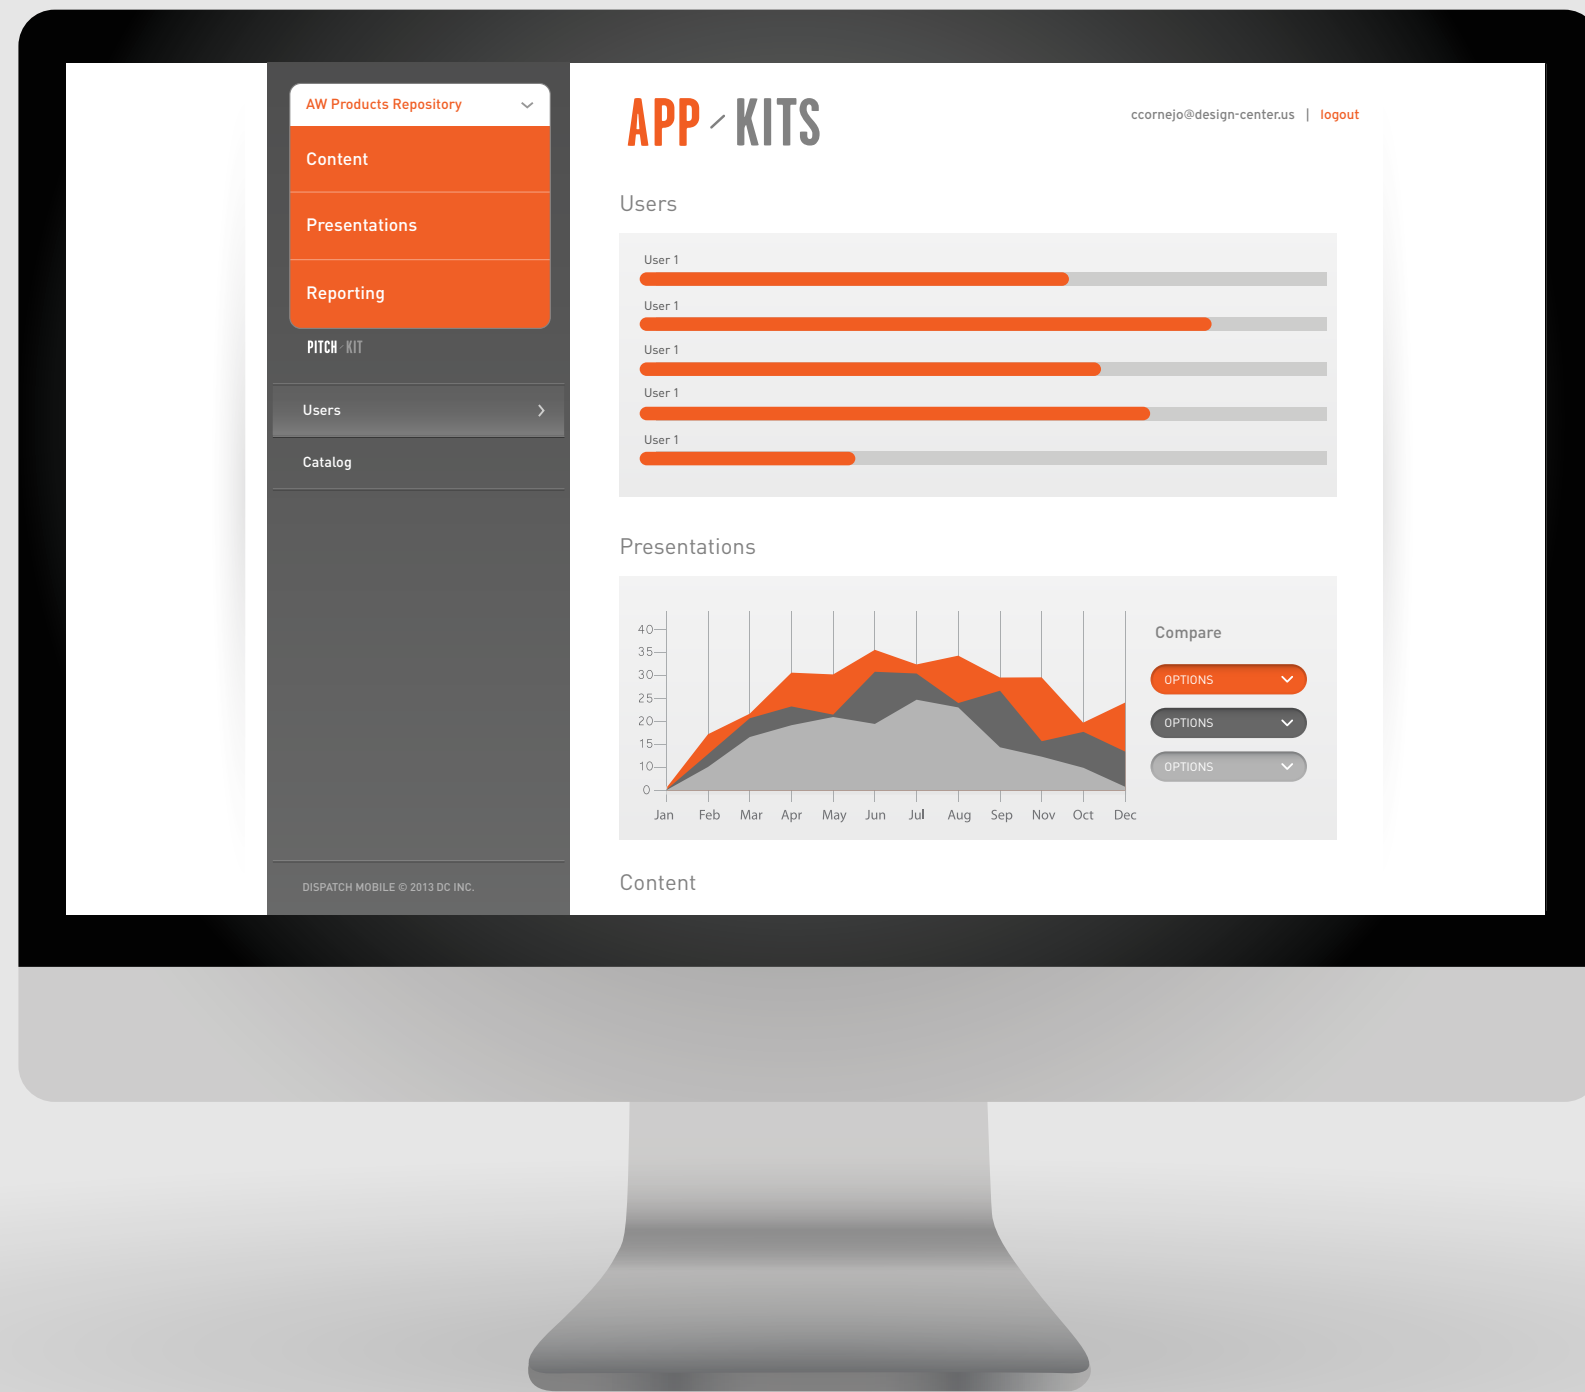 AW Products Repository
Content
Presentations
Reporting
PITCH KIT
Users
Catalog
DISPATCH MOBILE © 2013 DC INC.
APP / KITS
ccornejo@design-center.us | logout
Users
User 1
User 1
User 1
User 1
User 1
Presentations
40
35
30
25
20
15
10
0
Jan Feb Mar Apr May Jun Jul Aug Sep Nov Oct Dec
Compare
OPTIONS
OPTIONS
OPTIONS
Content